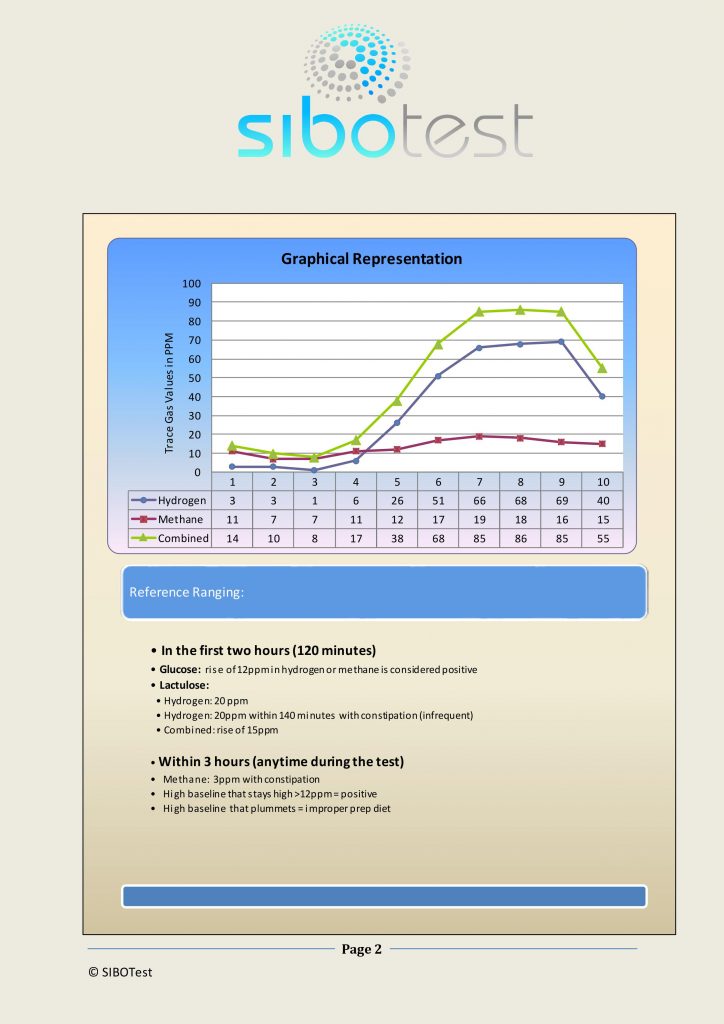 sibotest
Graphical Representation
Trace Gas Values in PPM
100
90
80
70
60
50
40
30
20
10
0
1 2 3 4 5 6 7 8 9 10
Hydrogen 3 3 1 6 26 51 66 68 69 40
Methane 11 7 7 11 12 17 19 18 16 15
Combined 14 10 8 17 38 68 85 86 85 55
Reference Ranging:
• In the first two hours (120 minutes)
• Glucose: rise of 12ppm in hydrogen or methane is considered positive
• Lactulose:
• Hydrogen: 20 ppm
• Hydrogen: 20ppm within 140 minutes with constipation (infrequent)
• Combined: rise of 15ppm
• Within 3 hours (anytime during the test)
• Methane: 3ppm with constipation
• High baseline that stays high >12ppm = positive
• High baseline that plummets = improper prep diet
Page 2
© SIBOTest